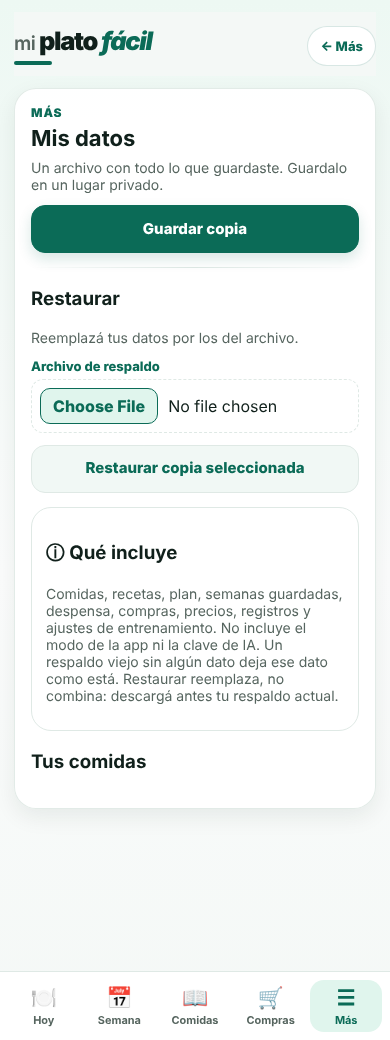 mi plato fácil
← Más
MÁS
Mis datos
Un archivo con todo lo que guardaste. Guardalo
en un lugar privado.
Guardar copia
Restaurar
Reemplazá tus datos por los del archivo.
Archivo de respaldo
Choose File No file chosen
Restaurar copia seleccionada
ⓘ Qué incluye
Comidas, recetas, plan, semanas guardadas,
despensa, compras, precios, registros y
ajustes de entrenamiento. No incluye el
modo de la app ni la clave de IA. Un
respaldo viejo sin algún dato deja ese dato
como está. Restaurar reemplaza, no
combina: descargá antes tu respaldo actual.
Tus comidas
Hoy
Semana
Comidas
Compras
Más